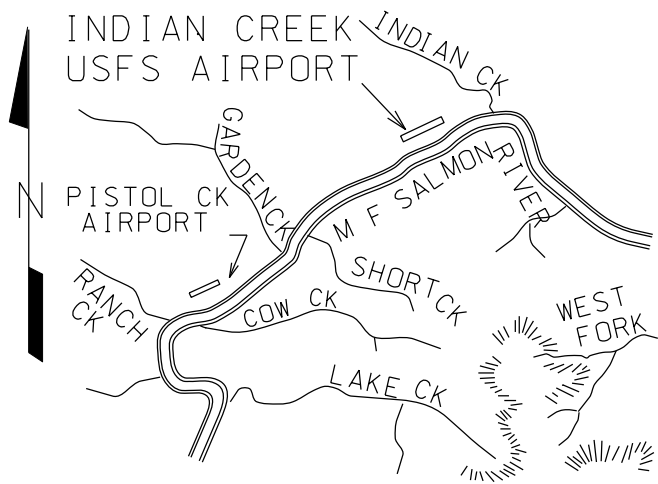 INDIAN CREEK
USFS AIRPORT
INDIAN CK
GARDEN CK
M F SALMON RIVER
N
PISTOL CK
AIRPORT
RANCH
CK
SHORT CK
COW CK
WEST
FORK
LAKE CK